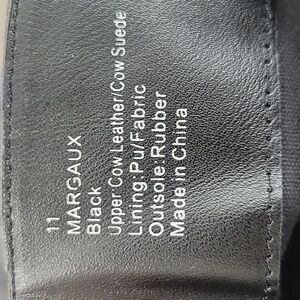 11
MARGAUX
Black
Upper:Cow Leather/Cow Suede
Lining:Pu/Fabric
Outsole:Rubber
Made in China